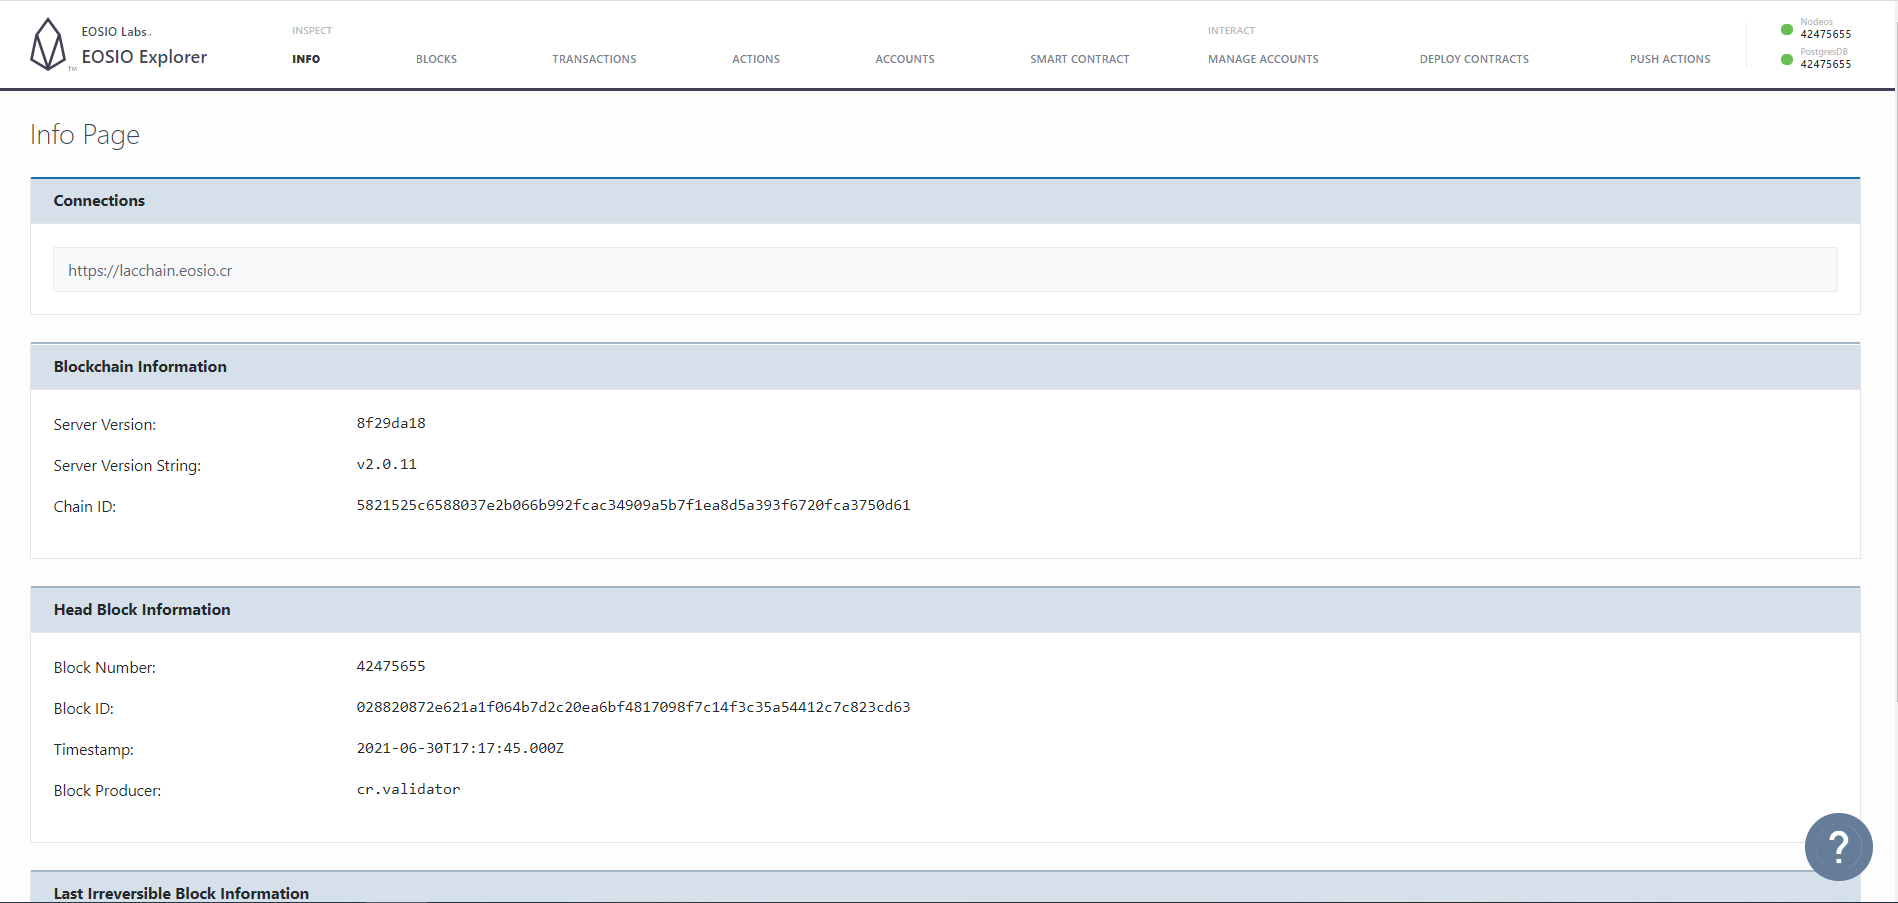 EOSIO Labs™
EOSIO Explorer
TM
INSPECT
INFO
BLOCKS
TRANSACTIONS
ACTIONS
ACCOUNTS
SMART CONTRACT
INTERACT
MANAGE ACCOUNTS
DEPLOY CONTRACTS
PUSH ACTIONS
Nodeos
42475655
PostgresDB
42475655
Info Page
Connections
https://lacchain.eosio.cr
Blockchain Information
Server Version: 8f29da18
Server Version String: v2.0.11
Chain ID: 5821525c6588037e2b066b992fcac34909a5b7f1ea8d5a393f6720fca3750d61
Head Block Information
Block Number: 42475655
Block ID: 028820872e621a1f064b7d2c20ea6bf4817098f7c14f3c35a54412c7c823cd63
Timestamp: 2021-06-30T17:17:45.000Z
Block Producer: cr.validator
?
Last Irreversible Block Information